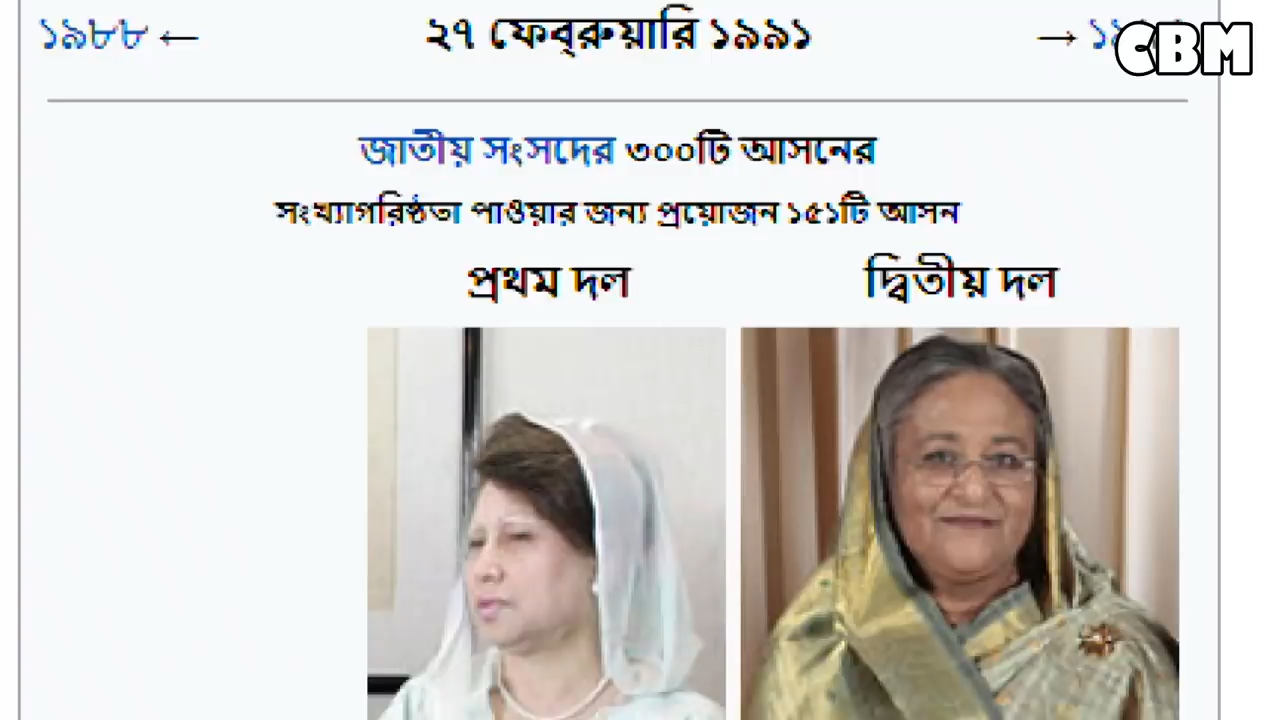 ১৯৮৮ ← ২৭ ফেব্রুয়ারি ১৯৯১ →
CBM
জাতীয় সংসদের ৩০০টি আসনের
সংখ্যাগরিষ্ঠতা পাওয়ার জন্য প্রয়োজন ১৫১টি আসন
প্রথম দল দ্বিতীয় দল